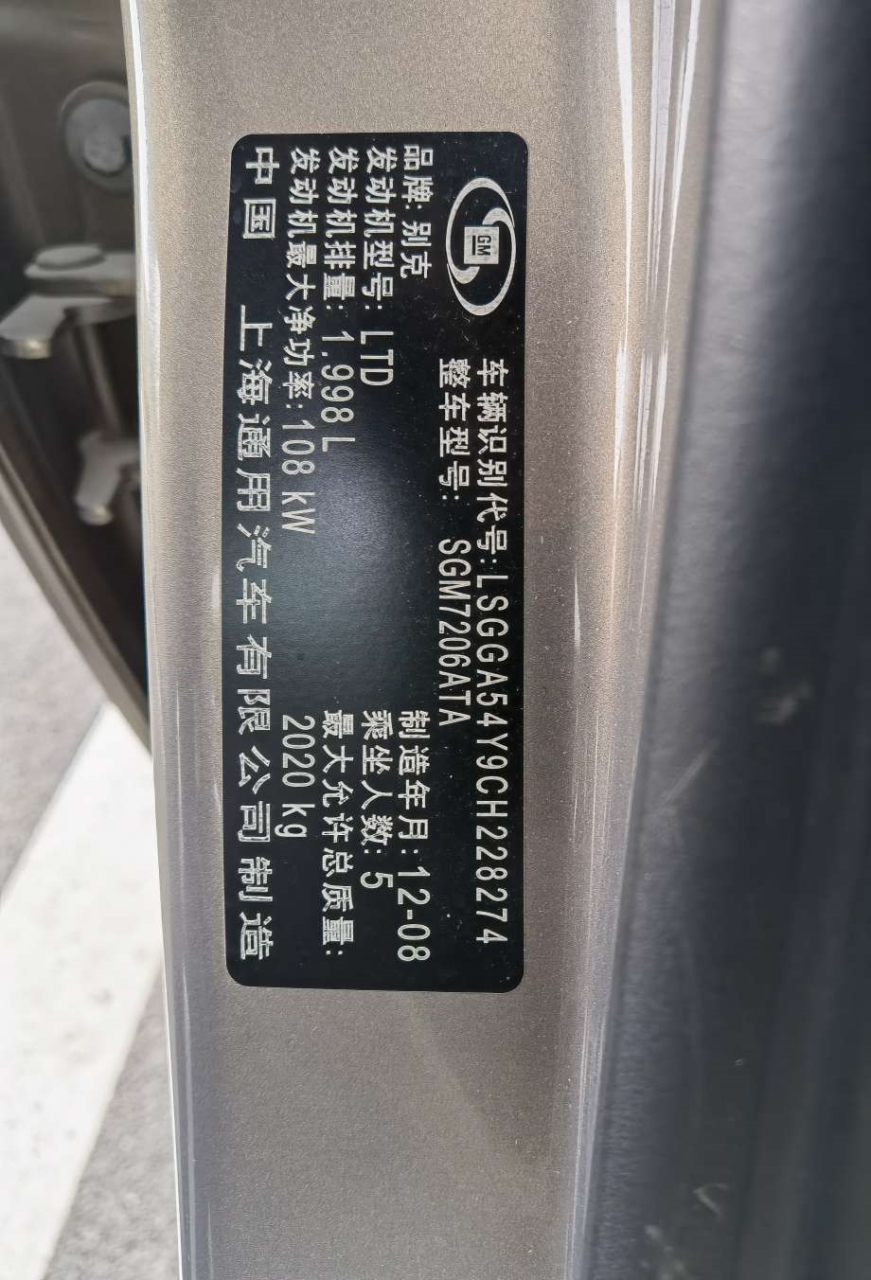 GM
车辆识别代号:LSGGA54Y9CH228274
整车型号: SGM7206ATA
品牌: 别克
制造年月: 12-08
发动机型号: LTD
乘坐人数: 5
发动机排量: 1.998L
最大允许总质量:
发动机最大净功率:108 kW
2020 kg
中国 上海通用汽车有限公司制造